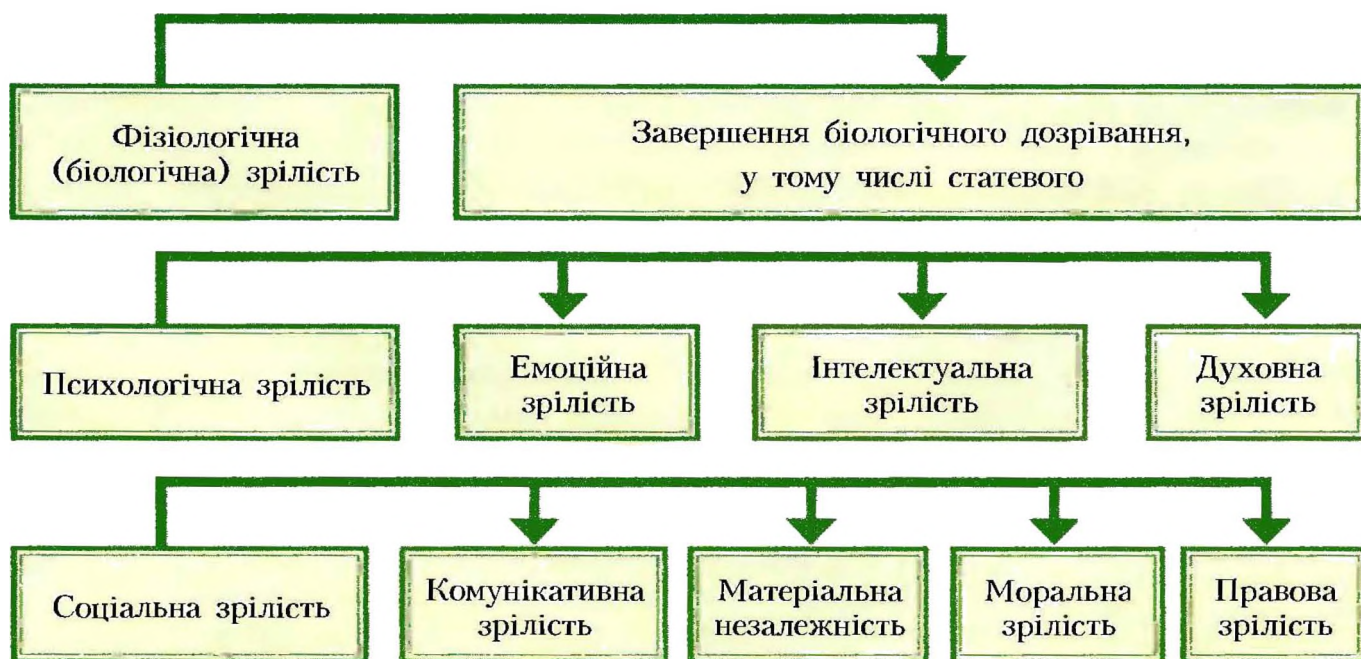 Фізіологічна
(біологічна) зрілість
Завершення біологічного дозрівання,
у тому числі статевого
Психологічна зрілість
Емоційна
зрілість
Інтелектуальна
зрілість
Духовна
зрілість
Соціальна зрілість
Комунікативна
зрілість
Матеріальна
незалежність
Моральна
зрілість
Правова
зрілість